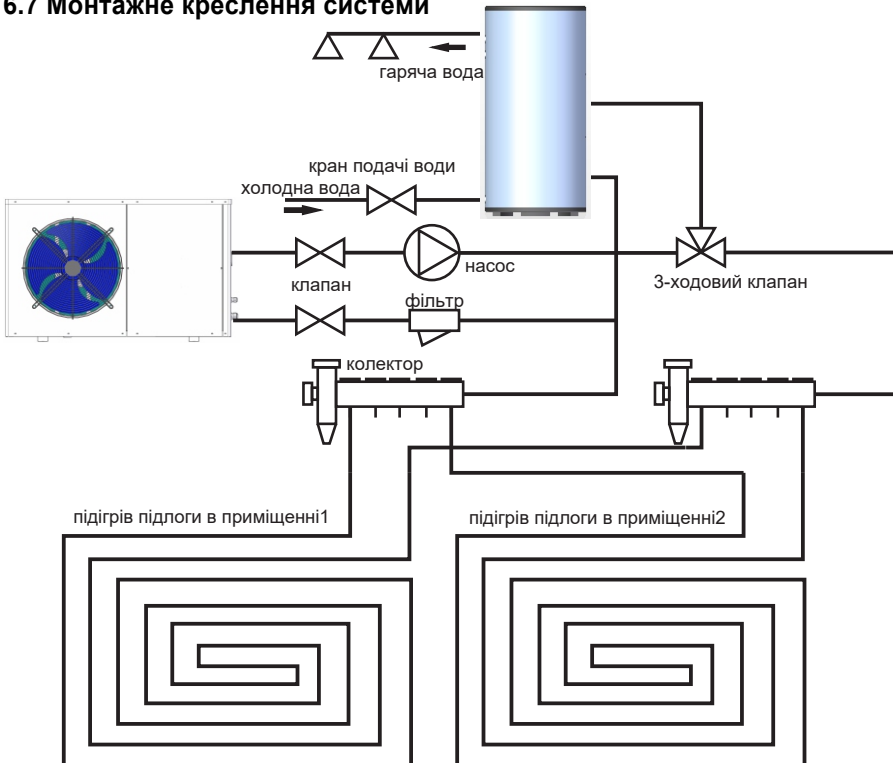 6.7 Монтажне креслення системи
гаряча вода
кран подачі води
холодна вода
насос
клапан
3-ходовий клапан
фільтр
колектор
підігрів підлоги в приміщенні1
підігрів підлоги в приміщенні2